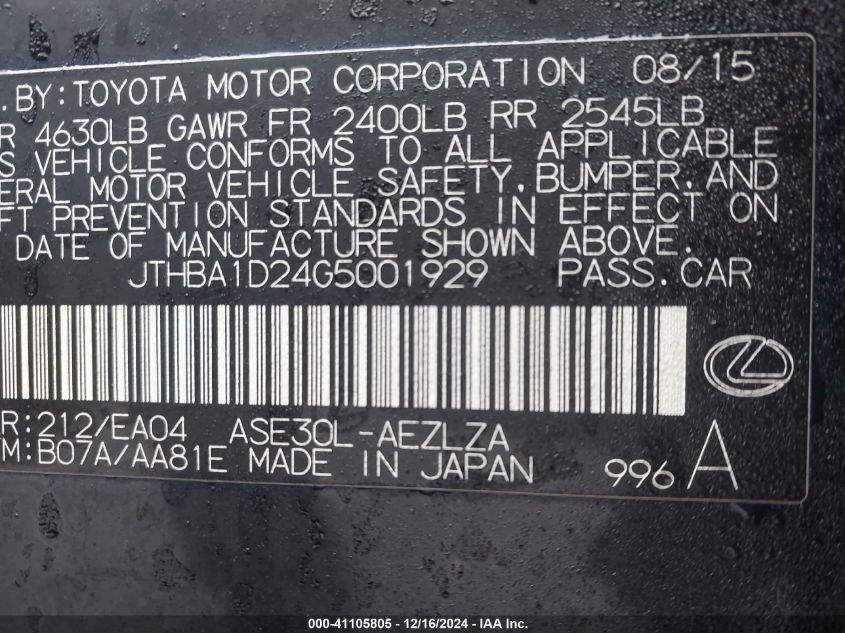 . BY: TOYOTA MOTOR CORPORATION 08/15
R 4630LB GAWR FR 2400LB RR 2545LB
S VEHICLE CONFORMS TO ALL APPLICABLE
ERAL MOTOR VEHICLE SAFETY, BUMPER, AND
FT PREVENTION STANDARDS IN EFFECT ON
DATE OF MANUFACTURE SHOWN ABOVE.
JTHBA1D24G5001929 PASS. CAR
R:212/EA04 ASE30L-AEZLZA
M:B07A/AA81E MADE IN JAPAN 996 A
000-41105805 - 12/16/2024 - IAA Inc.